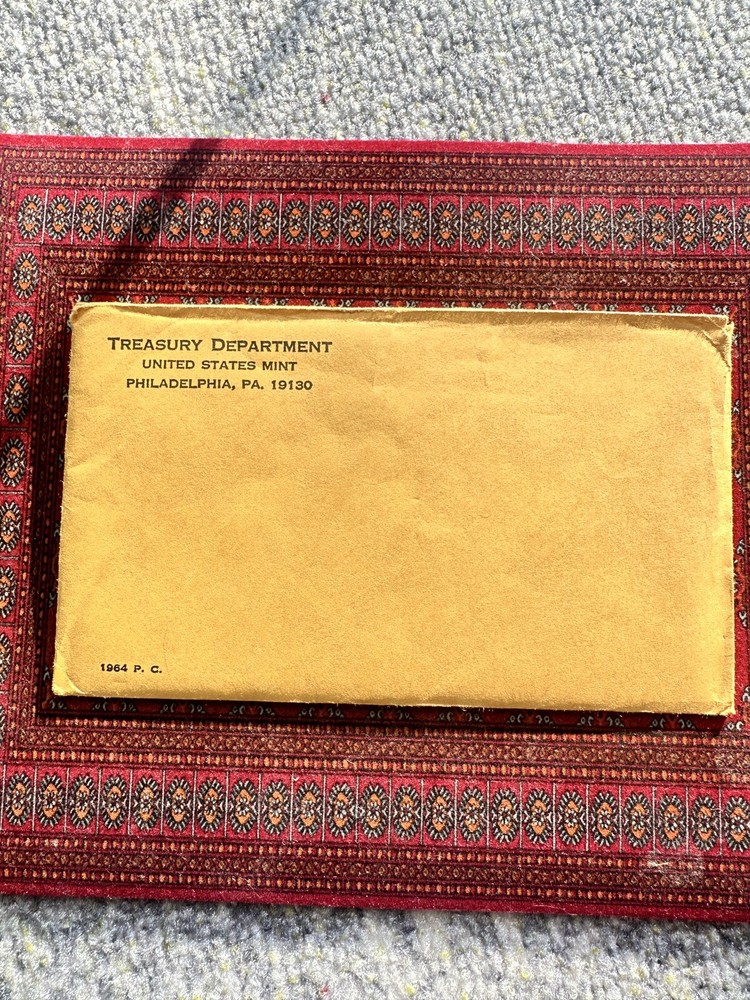 Treasury Department
UNITED STATES MINT
PHILADELPHIA, PA. 19130
1964 P. C.